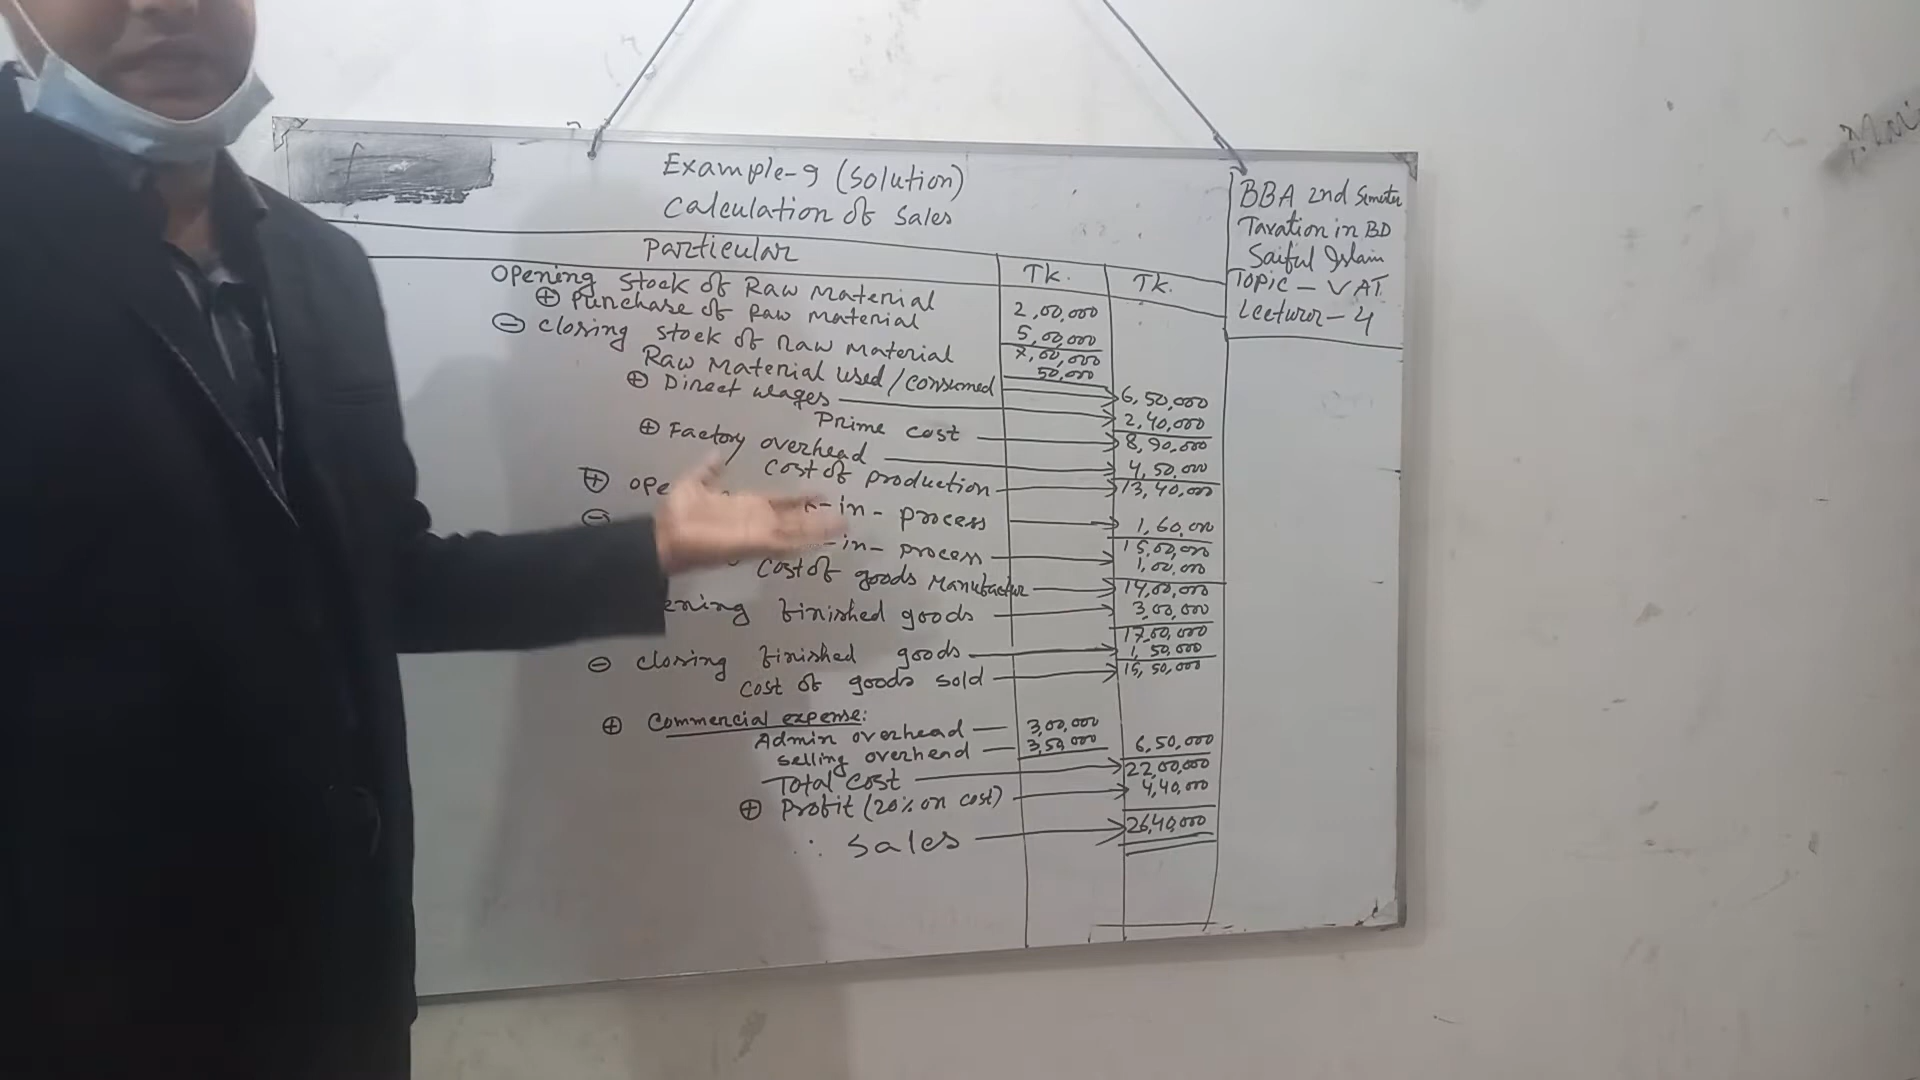 Example-9 (Solution)
Calculation of Sales
Particular Tk. Tk.
Opening Stock of Raw Material 2,00,000
⊕ Purchase of Raw Material 5,00,000
7,00,000
⊖ Closing Stock of Raw Material 50,000
Raw Material Used/Consumed 6,50,000
⊕ Direct wages 2,40,000
Prime cost 8,90,000
⊕ Factory overhead 4,50,000
Cost of production 13,40,000
⊕ Ope -in-process 1,60,000
15,00,000
⊖ -in-process 1,00,000
Cost of goods Manufactur 14,00,000
ening finished goods 3,00,000
17,00,000
⊖ Closing finished goods 1,50,000
Cost of goods sold 15,50,000
⊕ Commercial expense:
Admin overhead — 3,00,000
Selling overhead — 3,50,000 6,50,000
Total Cost 22,00,000
⊕ Profit (20% on cost) 4,40,000
∴ Sales 26,40,000
BBA 2nd Semester
Taxation in BD
Saiful Islam
Topic - VAT
Lecturer - 4